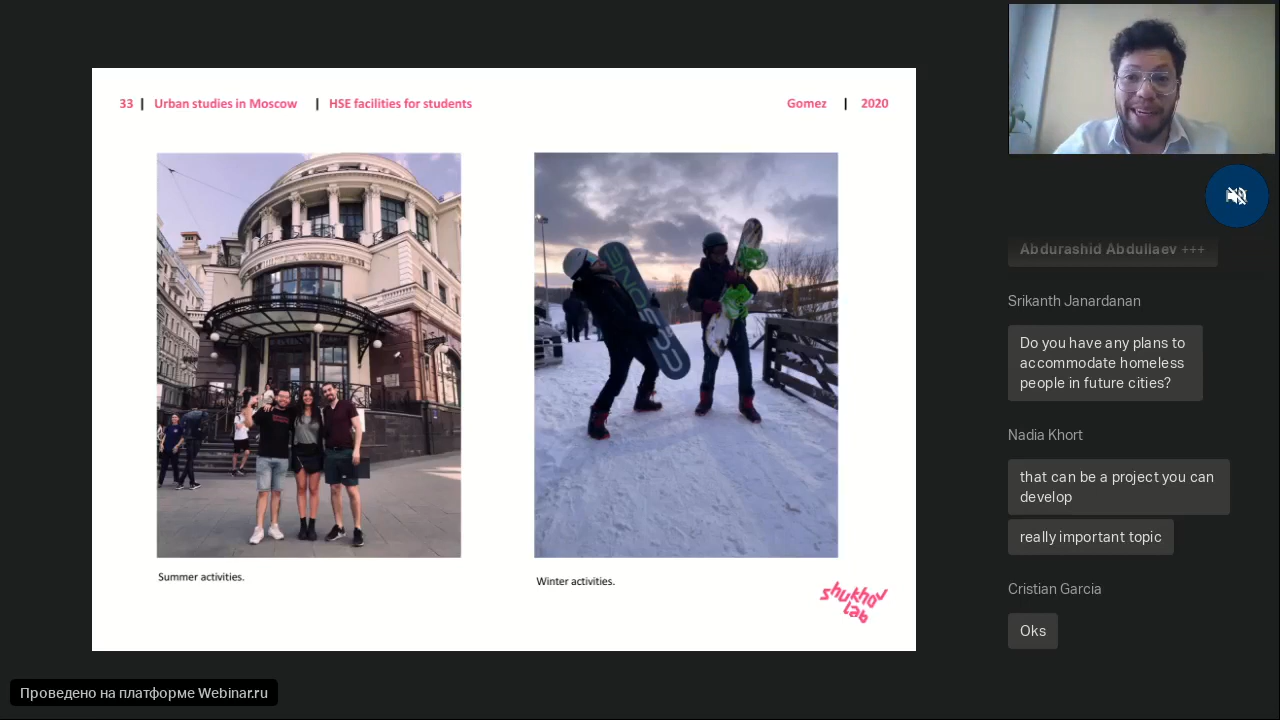 33 | Urban studies in Moscow | HSE facilities for students
Gomez | 2020
Summer activities.
Winter activities.
shukhov
lab
Abdurashid Abdullaev +++
Srikanth Janardanan
Do you have any plans to
accommodate homeless
people in future cities?
Nadia Khort
that can be a project you can
develop
really important topic
Cristian Garcia
Oks
Проведено на платформе Webinar.ru